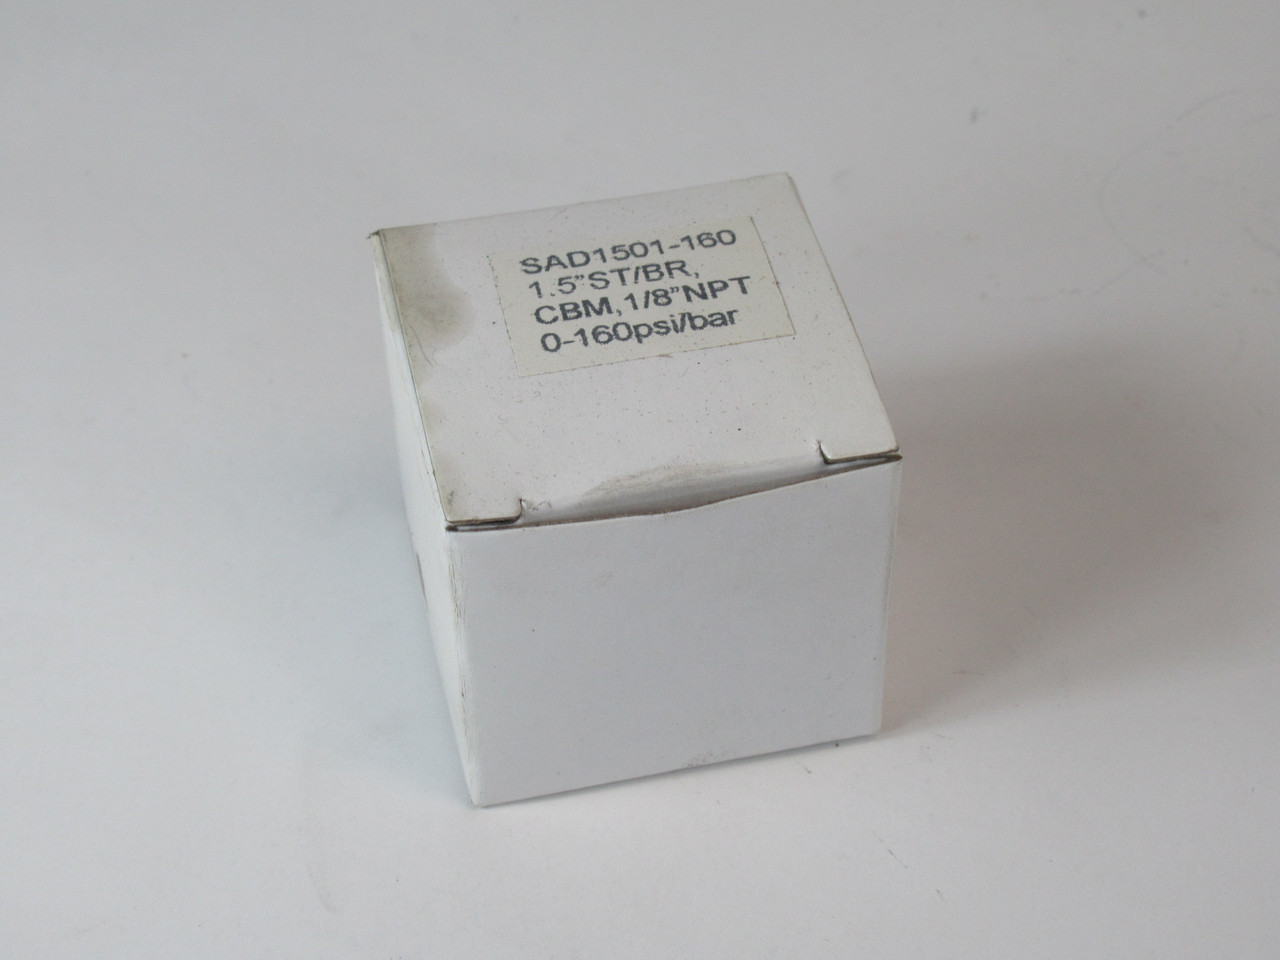 SAD1501-160
1.5"ST/BR,
CBM,1/8"NPT
0-160psi/bar